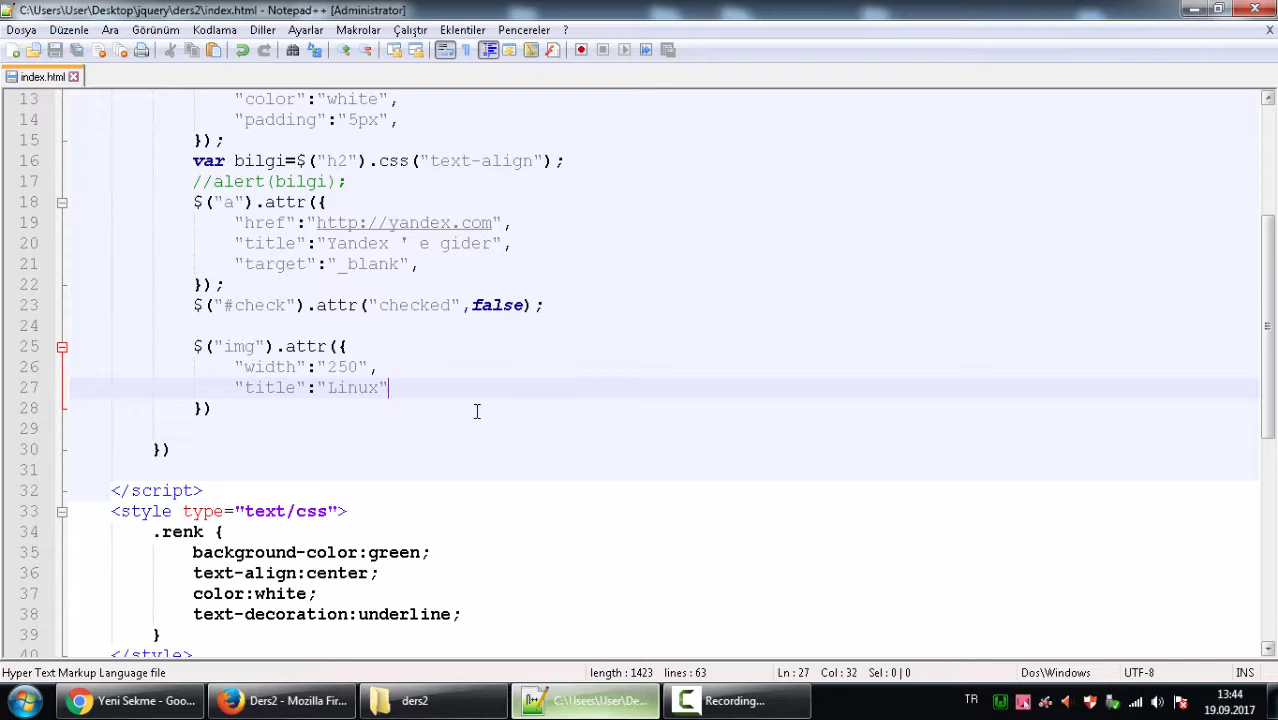 C:\Users\User\Desktop\jquery\ders2\index.html - Notepad++ [Administrator]
Dosya Düzenle Ara Görünüm Kodlama Diller Ayarlar Makrolar Çalıştır Eklentiler Pencereler ? X
index.html
13 "color":"white",
14 "padding":"5px",
15 });
16 var bilgi=$("h2").css("text-align");
17 //alert(bilgi);
18 $("a").attr({
19 "href":"http://yandex.com",
20 "title":"Yandex ' e gider",
21 "target":"_blank",
22 });
23 $("#check").attr("checked",false);
24
25 $("img").attr({
26 "width":"250",
27 "title":"Linux"
28 })
29
30 })
31
32 </script>
33 <style type="text/css">
34 .renk {
35 background-color:green;
36 text-align:center;
37 color:white;
38 text-decoration:underline;
39 }
40 </style>
Hyper Text Markup Language file length : 1423 lines : 63 Ln : 27 Col : 32 Sel : 0 | 0 Dos\Windows UTF-8 INS
Yeni Sekme - Goo... Ders2 - Mozilla Fir... ders2 C:\Users\User\De... Recording... TR 13:44
19.09.2017